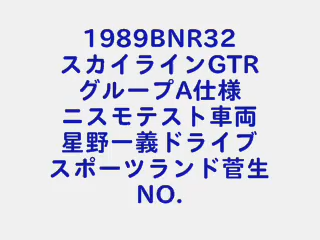 1989BNR32
スカイラインGTR
グループA仕様
ニスモテスト車両
星野一義ドライブ
スポーツランド菅生
NO.